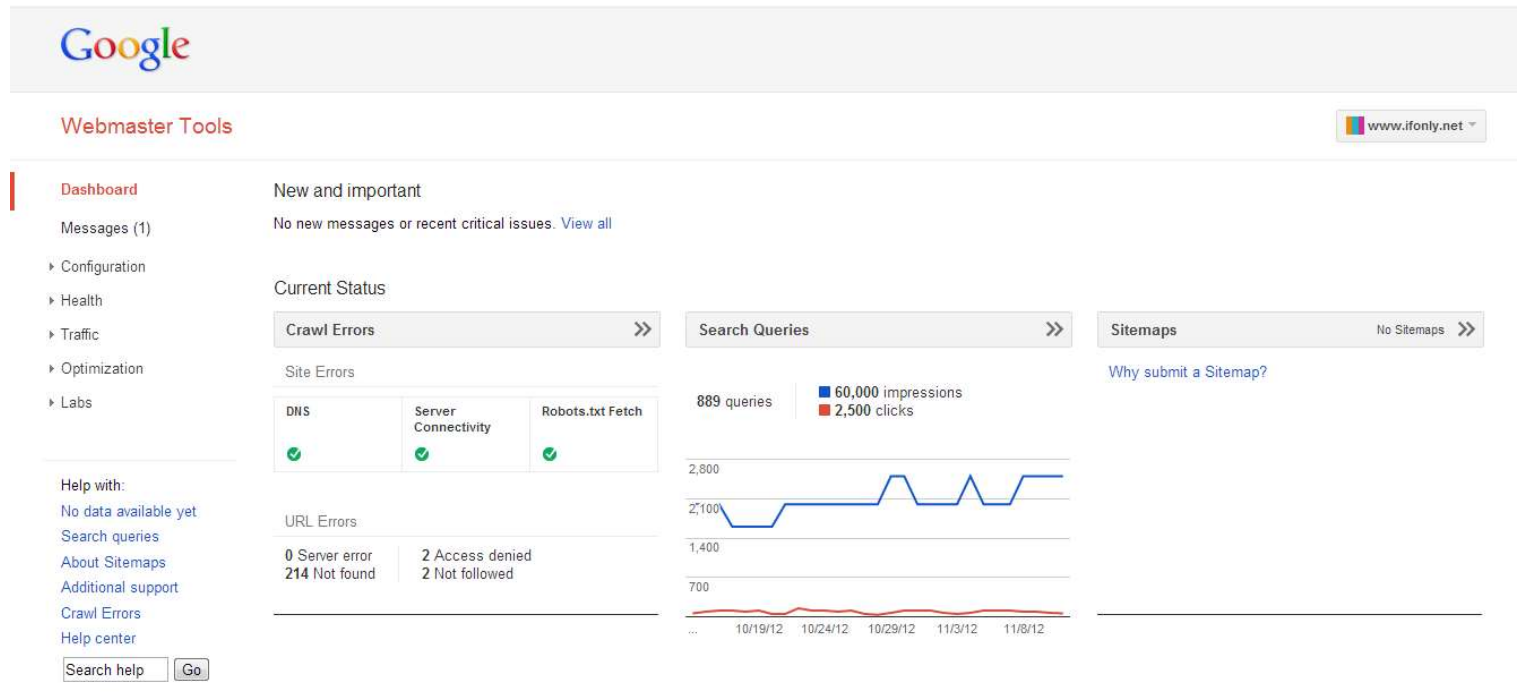 Google
Webmaster Tools
www.ifonly.net
Dashboard
Messages (1)
Configuration
Health
Traffic
Optimization
Labs
Help with:
No data available yet
Search queries
About Sitemaps
Additional support
Crawl Errors
Help center
Search help Go
New and important
No new messages or recent critical issues. View all
Current Status
Crawl Errors
Site Errors
DNS
Server
Connectivity
Robots.txt Fetch
URL Errors
0 Server error
214 Not found
2 Access denied
2 Not followed
Search Queries
889 queries
60,000 impressions
2,500 clicks
2,800
2,100
1,400
700
... 10/19/12 10/24/12 10/29/12 11/3/12 11/8/12
Sitemaps No Sitemaps
Why submit a Sitemap?